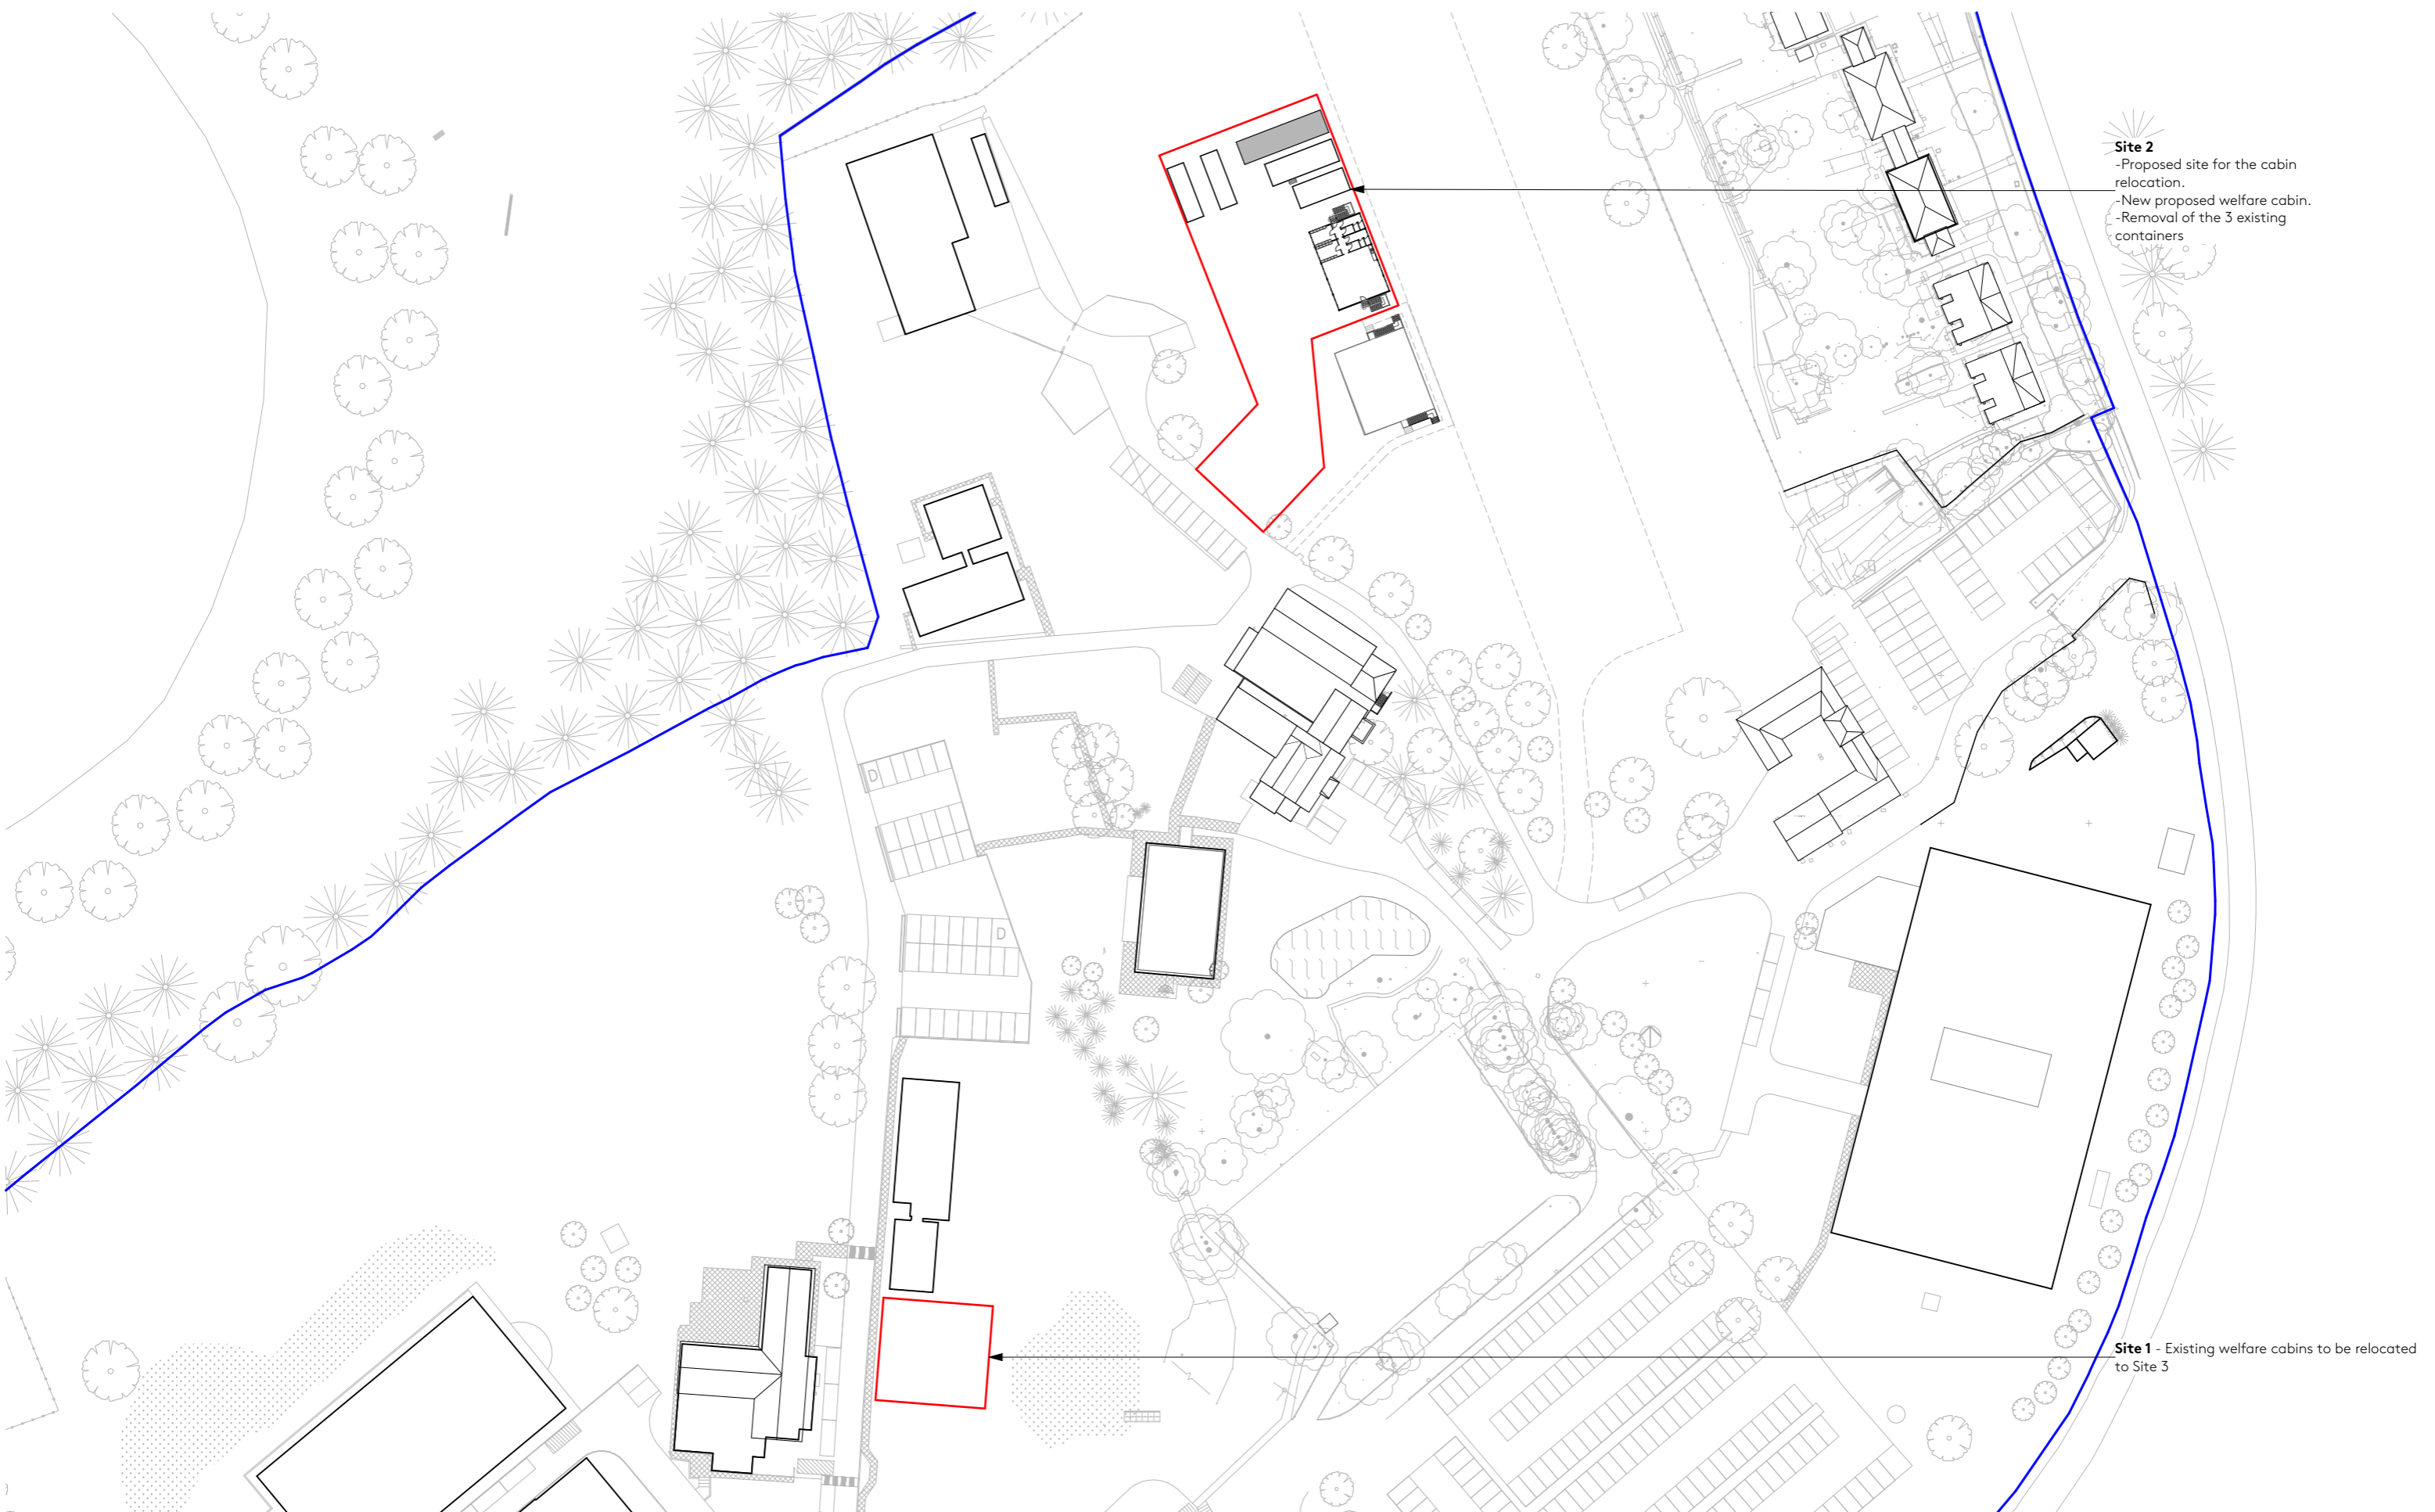 Site 2
-Proposed site for the cabin
relocation.
-New proposed welfare cabin.
-Removal of the 3 existing
containers
D
D
Site 1 - Existing welfare cabins to be relocated
to Site 3